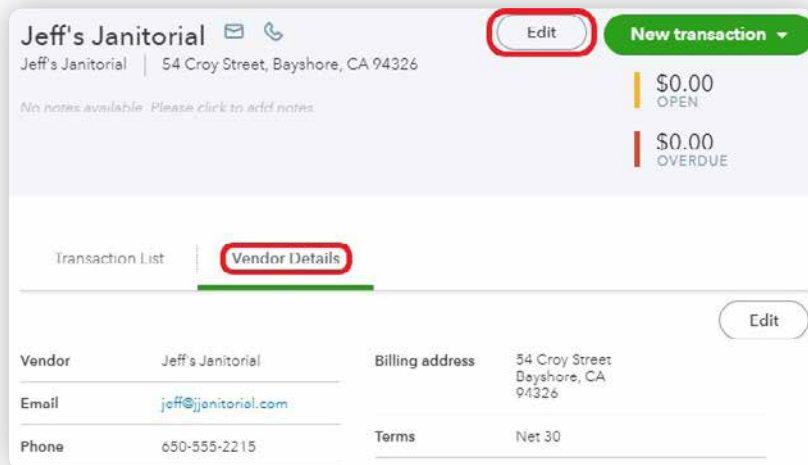 Jeff's Janitorial
Edit
New transaction
Jeff's Janitorial
54 Croy Street, Bayshore, CA 94326
No notes available. Please click to add notes.
$0.00
OPEN
$0.00
OVERDUE
Transaction List
Vendor Details
Edit
Vendor
Jeff's Janitorial
Billing address
54 Croy Street
Bayshore, CA
94326
Email
jeff@jjanitorial.com
Phone
650-555-2215
Terms
Net 30